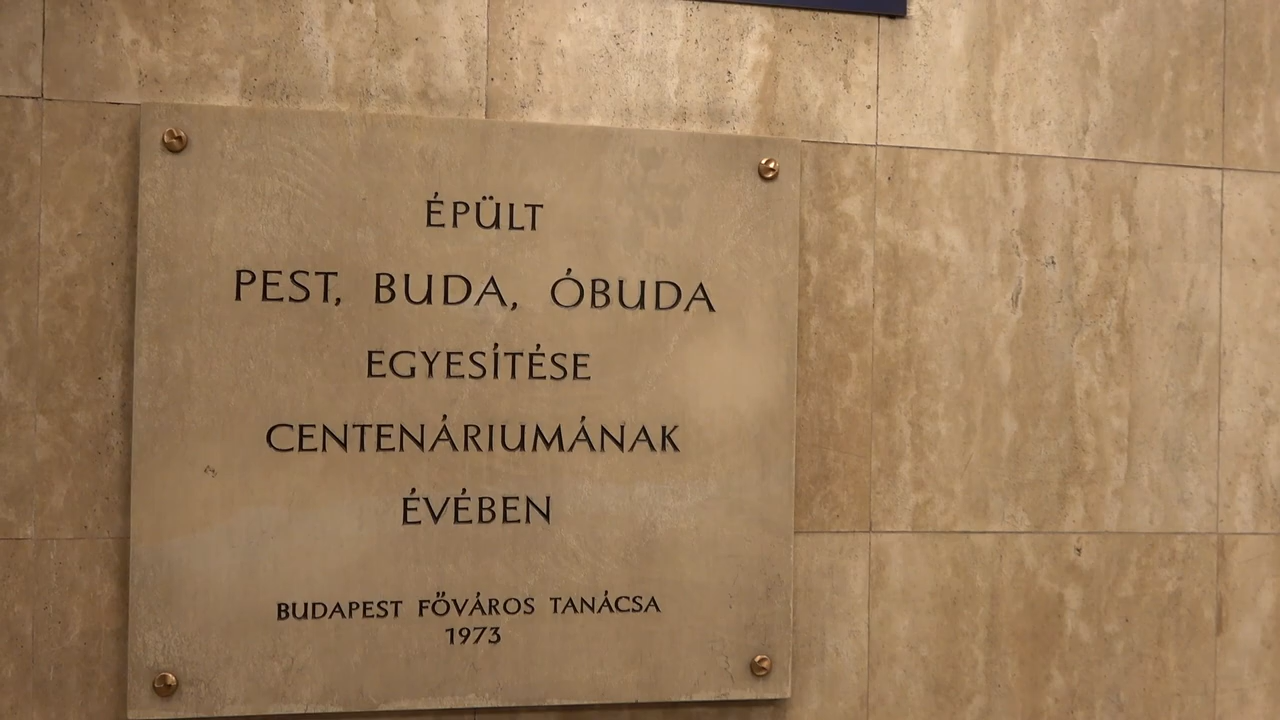 ÉPÜLT
PEST, BUDA, ÓBUDA
EGYESÍTÉSE
CENTENÁRIUMÁNAK
ÉVÉBEN
BUDAPEST FŐVÁROS TANÁCSA
1973